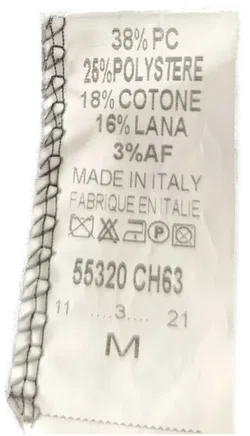 38% PC
25%POLYSTERE
18% COTONE
16% LANA
3%AF
MADE IN ITALY
FABRIQUE EN ITALIE
P
55320 CH63
11 ....3.... 21
M